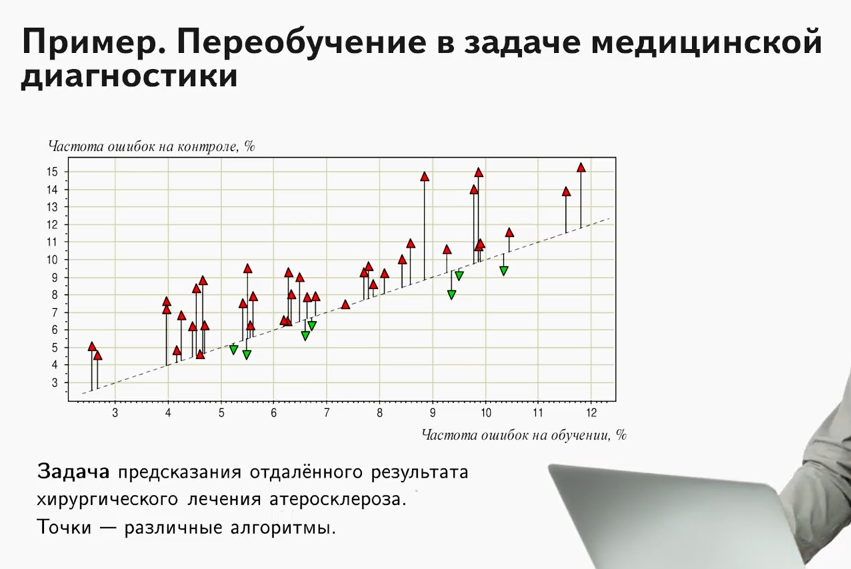 Пример. Переобучение в задаче медицинской
диагностики
Частота ошибок на контроле, %
15
14
13
12
11
10
9
8
7
6
5
4
3
3 4 5 6 7 8 9 10 11 12
Частота ошибок на обучении, %
Задача предсказания отдалённого результата
хирургического лечения атеросклероза.
Точки — различные алгоритмы.